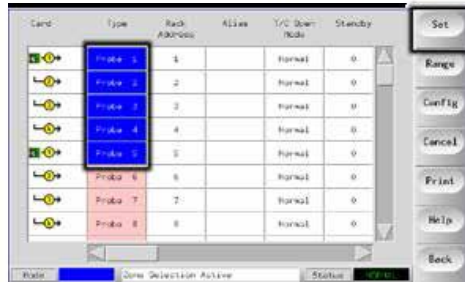 Card Type Rack Address Alias T/C Open Mode Standby
Probe 1 1 Normal 0
Probe 2 2 Normal 0
Probe 3 3 Normal 0
Probe 4 4 Normal 0
Probe 5 5 Normal 0
Probe 6 6 Normal 0
Probe 7 7 Normal 0
Probe 8 8 Normal 0
Mode Zone Selection Active Status NORMAL
Set
Range
Config
Cancel
Print
Help
Back